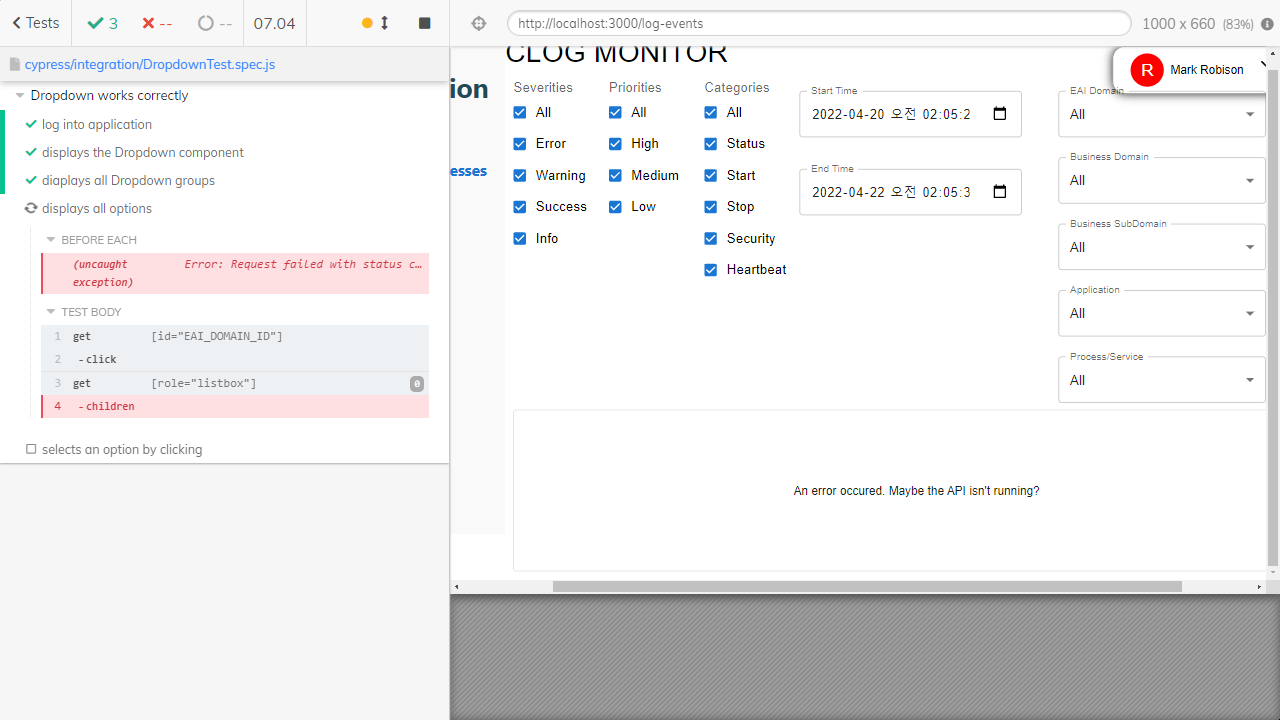 Tests
3
--
--
07.04
http://localhost:3000/log-events
1000 x 660 (83%)
cypress/integration/DropdownTest.spec.js
Dropdown works correctly
log into application
displays the Dropdown component
diaplays all Dropdown groups
displays all options
BEFORE EACH
(uncaught exception) Error: Request failed with status c…
TEST BODY
1 get [id="EAI_DOMAIN_ID"]
2 -click
3 get [role="listbox"] 0
4 -children
selects an option by clicking
CLOG MONITOR
R Mark Robison
ion
esses
Severities
All
Error
Warning
Success
Info
Priorities
All
High
Medium
Low
Categories
All
Status
Start
Stop
Security
Heartbeat
Start Time
2022-04-20 오전 02:05:2
End Time
2022-04-22 오전 02:05:3
EAI Domain
All
Business Domain
All
Business SubDomain
All
Application
All
Process/Service
All
An error occured. Maybe the API isn't running?